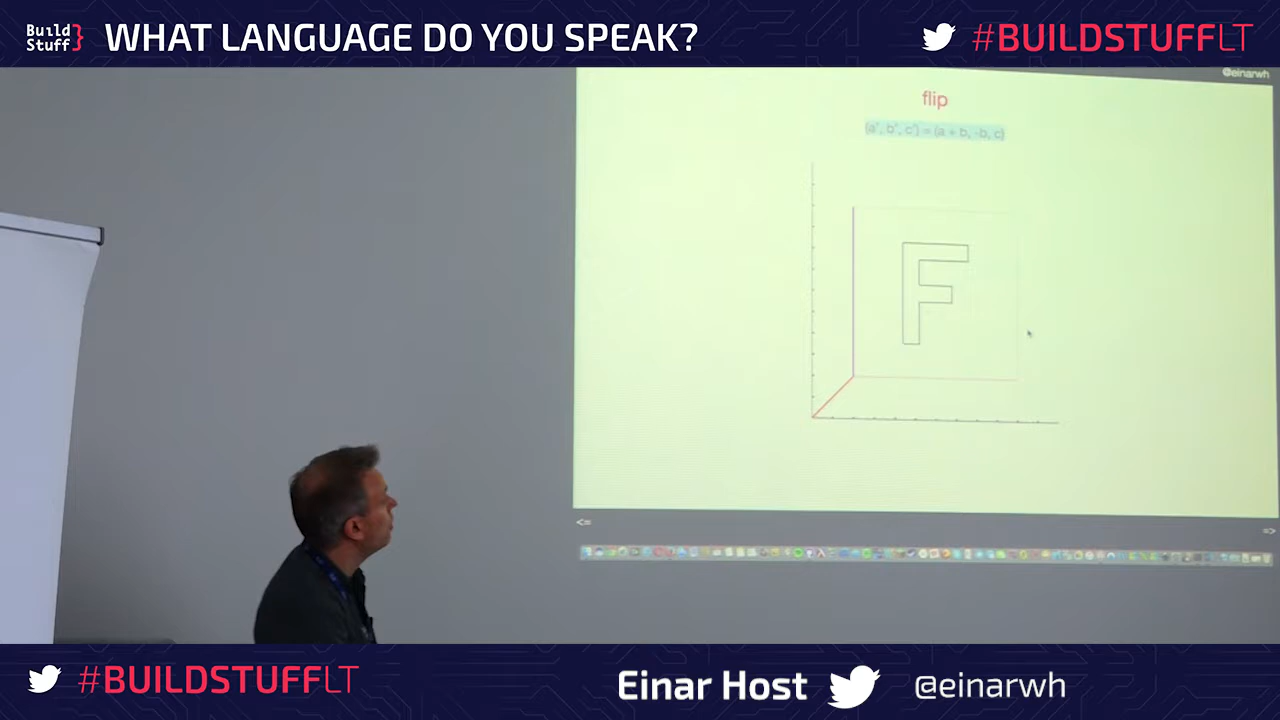 Build
Stuff}
WHAT LANGUAGE DO YOU SPEAK?
#BUILDSTUFFLT
@einarwh
flip
(a', b', c') = (a + b, -b, c)
F
<=
=>
#BUILDSTUFFLT
Einar Host
@einarwh